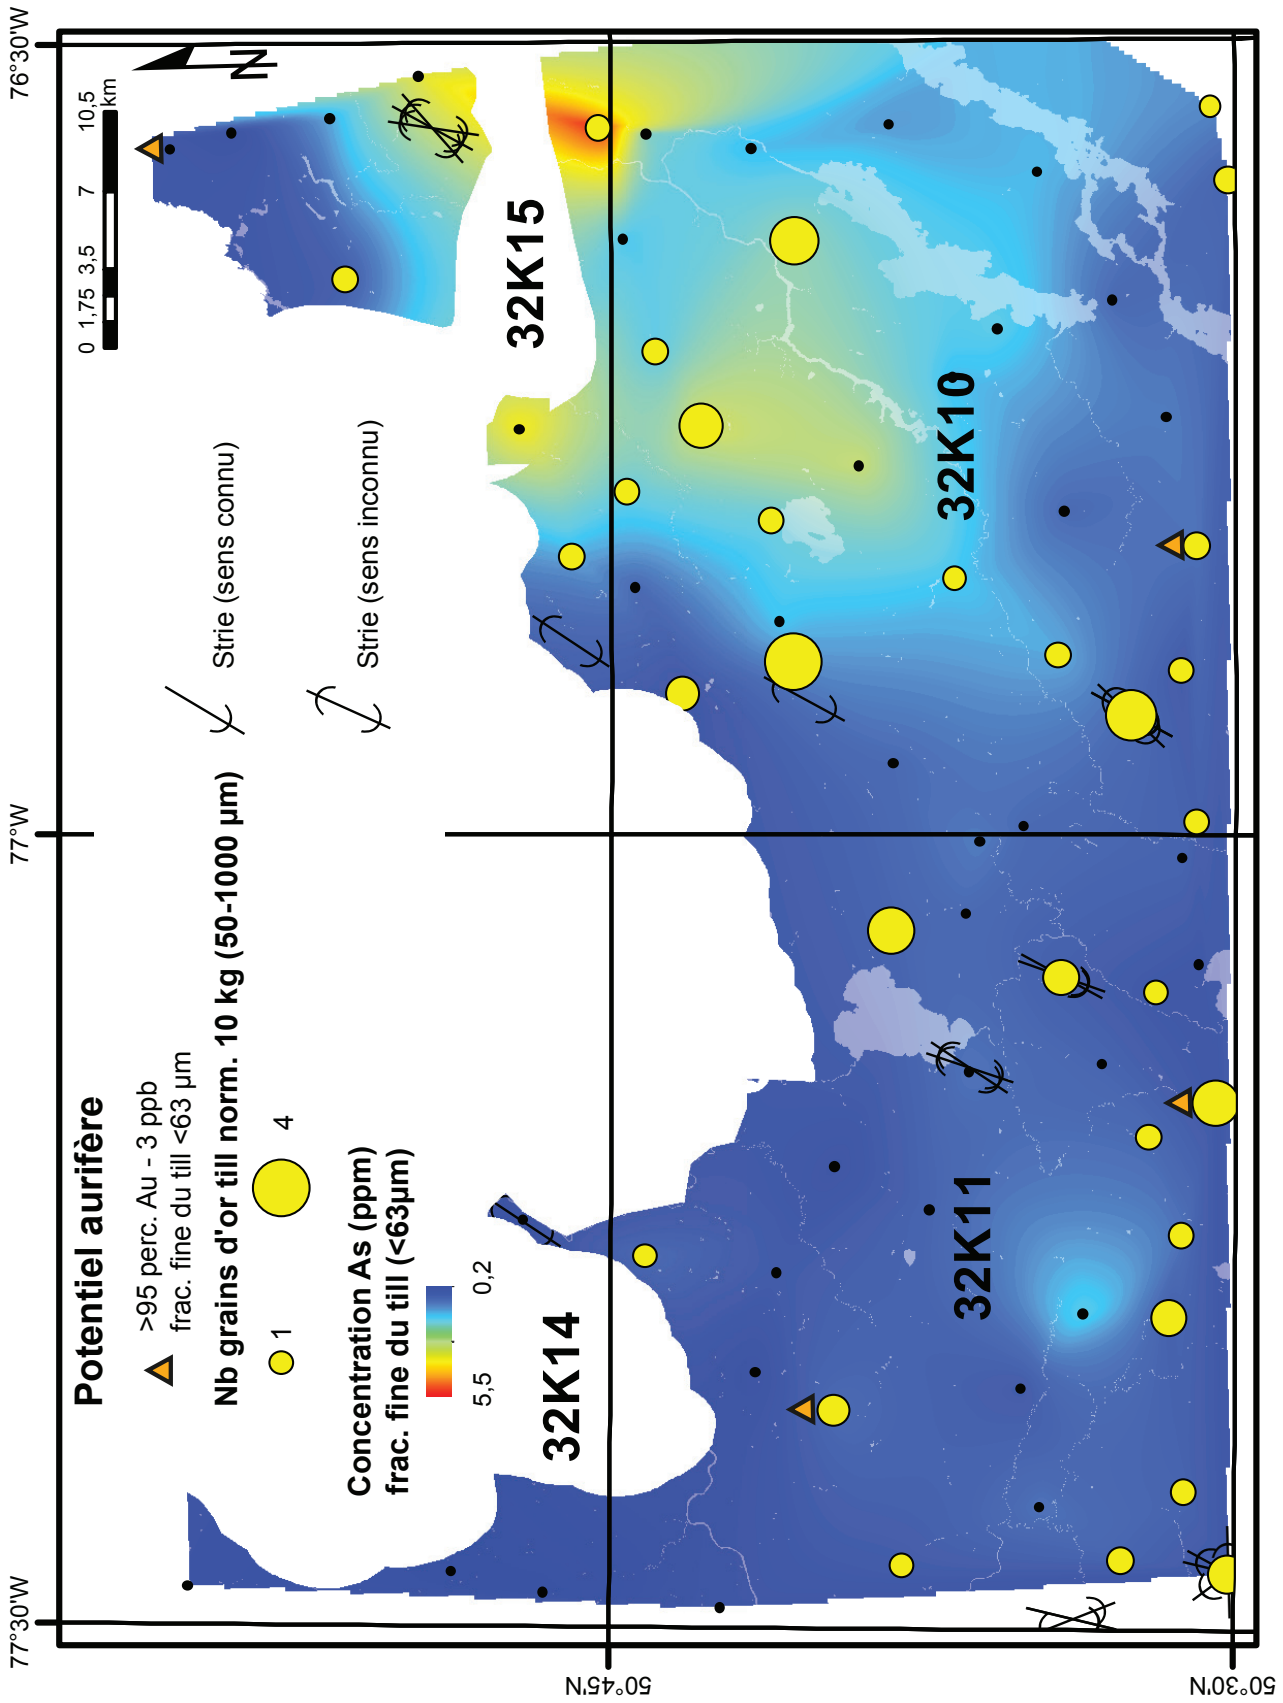 Potentiel aurifère
>95 perc. Au - 3 ppb
frac. fine du till <63 µm
Nb grains d'or till norm. 10 kg (50-1000 µm)
1
4
Concentration As (ppm)
frac. fine du till (<63µm)
5,5
0,2
Strie (sens connu)
Strie (sens inconnu)
0 1,75 3,5 7 10,5
km
N
77°30'W
77°W
76°30'W
50°45'N
50°30'N
32K14
32K15
32K11
32K10